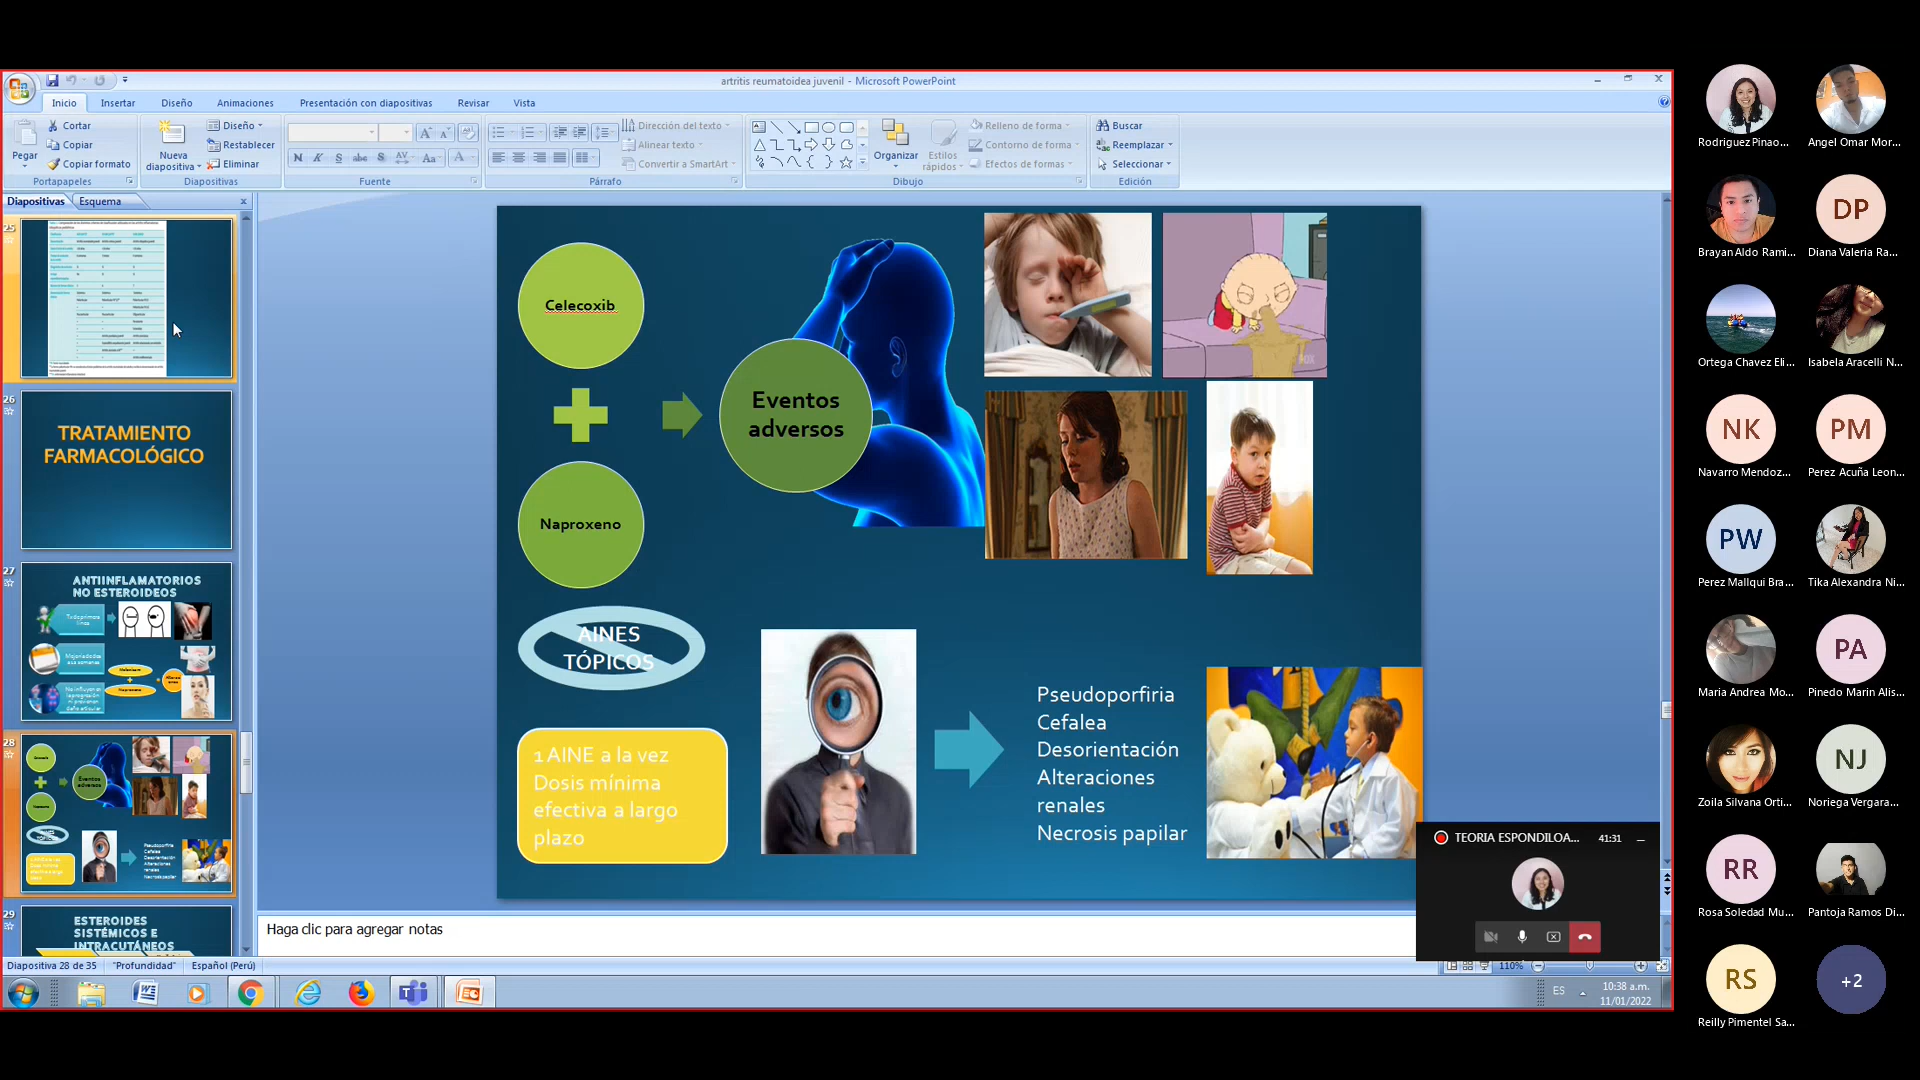 artritis reumatoidea juvenil - Microsoft PowerPoint
Inicio
Insertar
Diseño
Animaciones
Presentación con diapositivas
Revisar
Vista
Pegar
Cortar
Copiar
Copiar formato
Portapapeles
Nueva
diapositiva
Diseño
Restablecer
Eliminar
Diapositivas
Fuente
Dirección del texto
Alinear texto
Convertir a SmartArt
Párrafo
Organizar
Estilos
rápidos
Relleno de forma
Contorno de forma
Efectos de formas
Dibujo
Buscar
Reemplazar
Seleccionar
Edición
Diapositivas
Esquema
25
26
TRATAMIENTO
FARMACOLÓGICO
27
ANTIINFLAMATORIOS
NO ESTEROIDEOS
28
29
ESTEROIDES
SISTÉMICOS E
INTRACUTÁNEOS
Celecoxib
Naproxeno
Eventos
adversos
AINES
TÓPICOS
1 AINE a la vez
Dosis mínima
efectiva a largo
plazo
Pseudoporfiria
Cefalea
Desorientación
Alteraciones
renales
Necrosis papilar
FOX
Haga clic para agregar notas
Diapositiva 28 de 35
"Profundidad"
Español (Perú)
110%
TEORIA ESPONDILOA...
41:31
ES
10:38 a.m.
11/01/2022
Rodriguez Pinao...
Angel Omar Mor...
Brayan Aldo Rami...
DP
Diana Valeria Ra...
Ortega Chavez Eli...
Isabela Aracelli N...
NK
Navarro Mendoz...
PM
Perez Acuña Leon...
PW
Perez Mallqui Bra...
Tika Alexandra Ni...
Maria Andrea Mo...
PA
Pinedo Marin Alis...
Zoila Silvana Orti...
NJ
Noriega Vergara...
RR
Rosa Soledad Mu...
Pantoja Ramos Di...
RS
Reilly Pimentel Sa...
+2